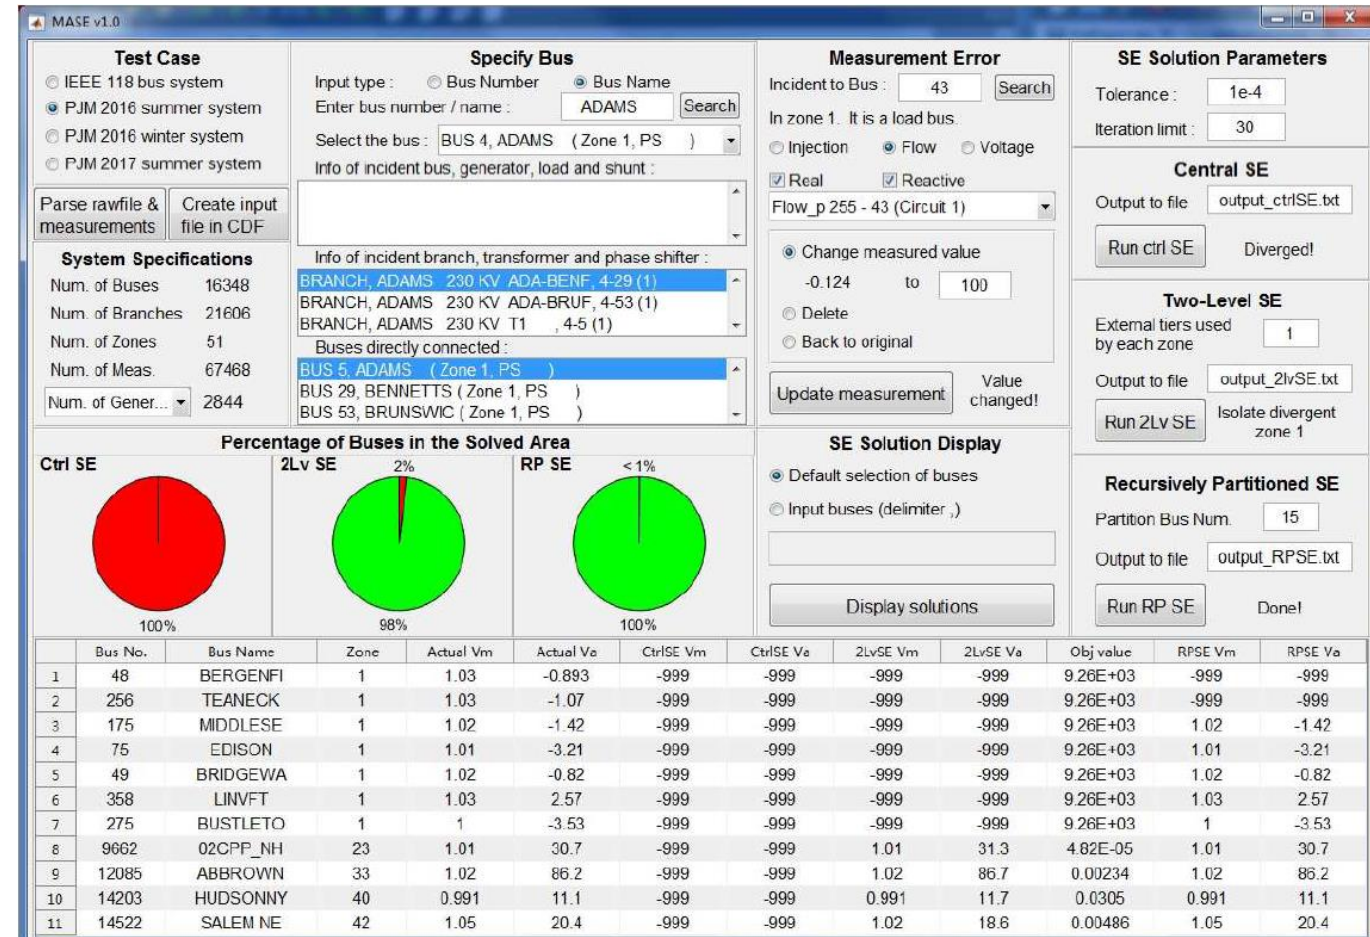 MASE v1.0
Test Case
IEEE 118 bus system
PJM 2016 summer system
PJM 2016 winter system
PJM 2017 summer system
Parse rawfile & measurements
Create input file in CDF
System Specifications
Num. of Buses 16348
Num. of Branches 21606
Num. of Zones 51
Num. of Meas. 67468
Num. of Gener... 2844
Specify Bus
Input type : Bus Number Bus Name
Enter bus number / name : ADAMS Search
Select the bus : BUS 4, ADAMS ( Zone 1, PS )
Info of incident bus, generator, load and shunt :
Info of incident branch, transformer and phase shifter :
BRANCH, ADAMS 230 KV ADA-BENF, 4-29 (1)
BRANCH, ADAMS 230 KV ADA-BRUF, 4-53 (1)
BRANCH, ADAMS 230 KV T1 , 4-5 (1)
Buses directly connected :
BUS 5, ADAMS ( Zone 1, PS )
BUS 29, BENNETTS ( Zone 1, PS )
BUS 53, BRUNSWIC ( Zone 1, PS )
Measurement Error
Incident to Bus : 43 Search
In zone 1. It is a load bus.
Injection Flow Voltage
Real Reactive
Flow_p 255 - 43 (Circuit 1)
Change measured value
-0.124 to 100
Delete
Back to original
Update measurement Value changed!
SE Solution Parameters
Tolerance : 1e-4
Iteration limit : 30
Central SE
Output to file output_ctrlSE.txt
Run ctrl SE Diverged!
Two-Level SE
External tiers used by each zone 1
Output to file output_2lvSE.txt
Run 2Lv SE Isolate divergent zone 1
Percentage of Buses in the Solved Area
Ctrl SE 2Lv SE 2% RP SE < 1%
100% 98% 100%
SE Solution Display
Default selection of buses
Input buses (delimiter ,)
Display solutions
Recursively Partitioned SE
Partition Bus Num. 15
Output to file output_RPSE.txt
Run RP SE Done!
Bus No. Bus Name Zone Actual Vm Actual Va CtrlSE Vm CtrlSE Va 2LvSE Vm 2LvSE Va Obj value RPSE Vm RPSE Va
1 48 BERGENFI 1 1.03 -0.893 -999 -999 -999 -999 9.26E+03 -999 -999
2 256 TEANECK 1 1.03 -1.07 -999 -999 -999 -999 9.26E+03 -999 -999
3 175 MIDDLESE 1 1.02 -1.42 -999 -999 -999 -999 9.26E+03 1.02 -1.42
4 75 EDISON 1 1.01 -3.21 -999 -999 -999 -999 9.26E+03 1.01 -3.21
5 49 BRIDGEWA 1 1.02 -0.82 -999 -999 -999 -999 9.26E+03 1.02 -0.82
6 358 LINVFT 1 1.03 2.57 -999 -999 -999 -999 9.26E+03 1.03 2.57
7 275 BUSTLETO 1 1 -3.53 -999 -999 -999 -999 9.26E+03 1 -3.53
8 9662 02CPP_NH 23 1.01 30.7 -999 -999 1.01 31.3 4.82E-05 1.01 30.7
9 12085 ABBROWN 33 1.02 86.2 -999 -999 1.02 86.7 0.00234 1.02 86.2
10 14203 HUDSONNY 40 0.991 11.1 -999 -999 0.991 11.7 0.0305 0.991 11.1
11 14522 SALEM NE 42 1.05 20.4 -999 -999 1.02 18.6 0.00486 1.05 20.4